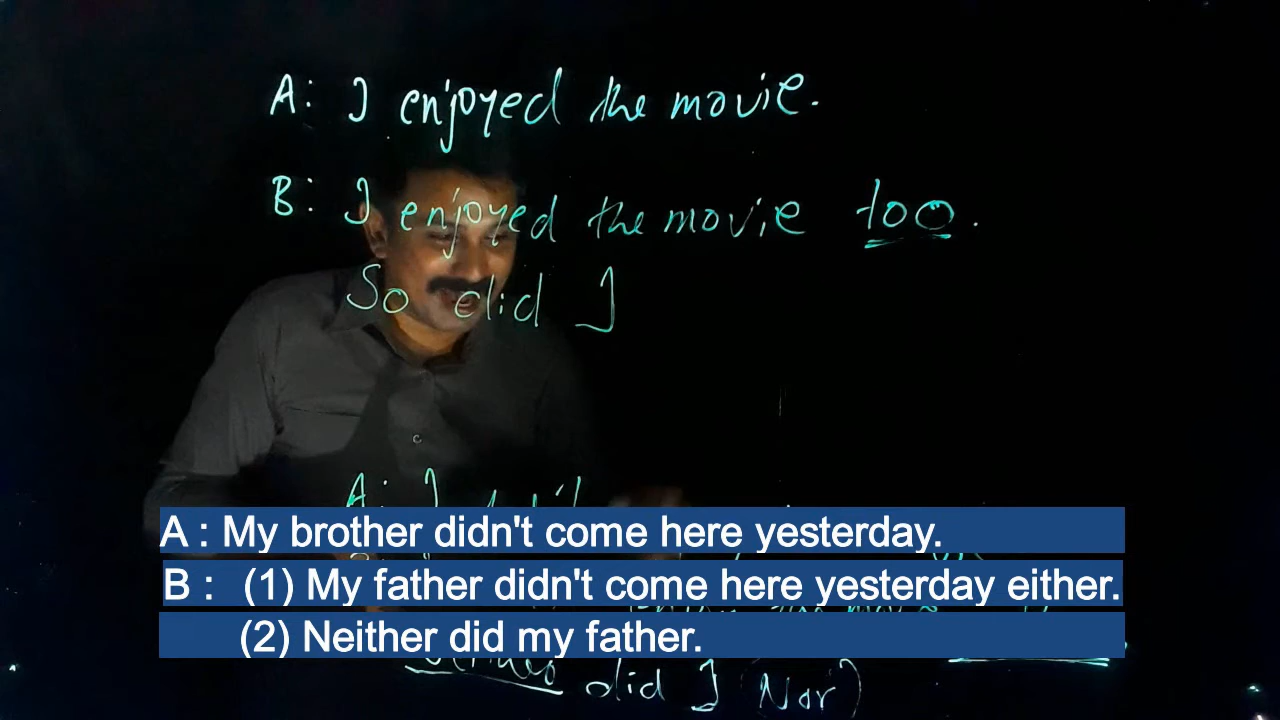 A: I enjoyed the movie.
B: I enjoyed the movie too.
So did I
A: I
A : My brother didn't come here yesterday.
B : (1) My father didn't come here yesterday either.
(2) Neither did my father.
did I (Nor)